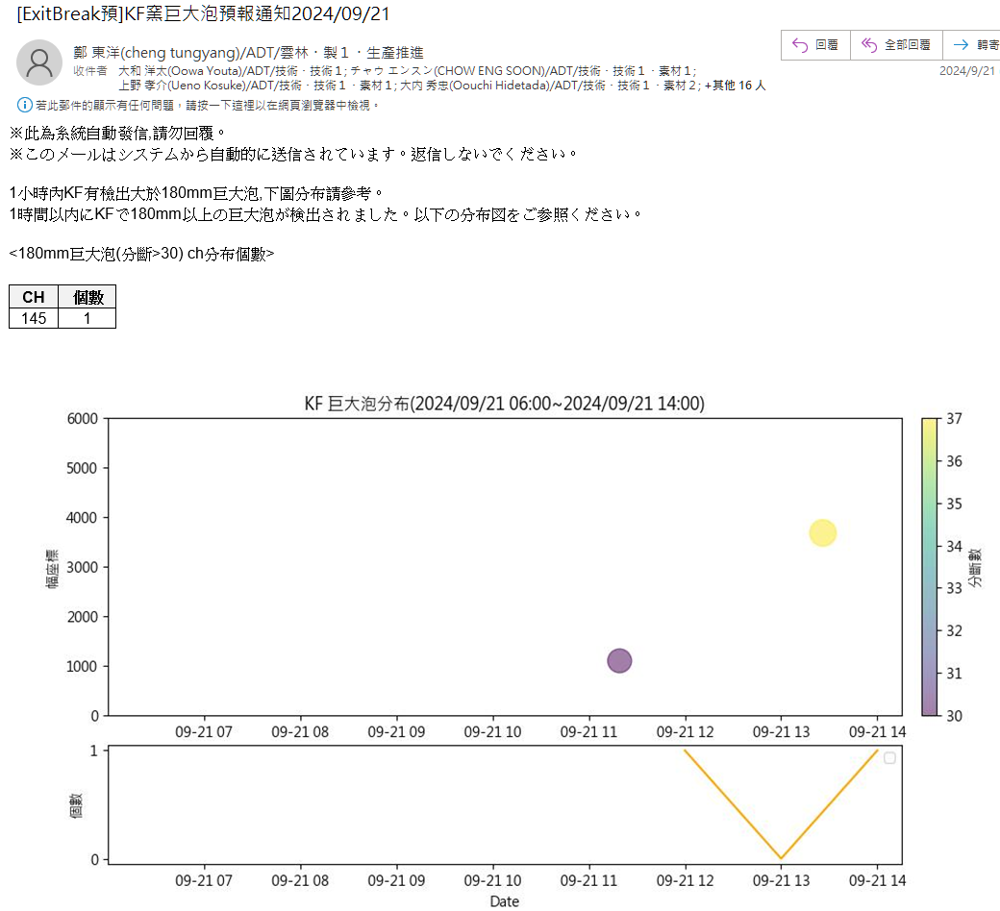 [ExitBreak預]KF窯巨大泡預報通知2024/09/21
鄭 東洋(cheng tungyang)/ADT/雲林・製１・生產推進
回覆 全部回覆 轉寄
收件者 大和 洋太(Oowa Youta)/ADT/技術・技術１; チャウ エンスン(CHOW ENG SOON)/ADT/技術・技術１・素材１;
2024/9/21
上野 孝介(Ueno Kosuke)/ADT/技術・技術１・素材１; 大內 秀忠(Oouchi Hidetada)/ADT/技術・技術１・素材２; +其他 16 人
若此郵件的顯示有任何問題，請按一下這裡以在網頁瀏覽器中檢視。
※此為系統自動發信,請勿回覆。
※このメールはシステムから自動的に送信されています。返信しないでください。
1小時內KF有檢出大於180mm巨大泡,下圖分布請參考。
1時間以内にKFで180mm以上の巨大泡が検出されました。以下の分布図をご参照ください。
<180mm巨大泡(分斷>30) ch分布個數>
CH 個數
145 1
KF 巨大泡分布(2024/09/21 06:00~2024/09/21 14:00)
6000
5000
4000
3000
2000
1000
0
幅座標
09-21 07 09-21 08 09-21 09 09-21 10 09-21 11 09-21 12 09-21 13 09-21 14
37
36
35
34
33
32
31
30
分斷數
1
0
個數
09-21 07 09-21 08 09-21 09 09-21 10 09-21 11 09-21 12 09-21 13 09-21 14
Date